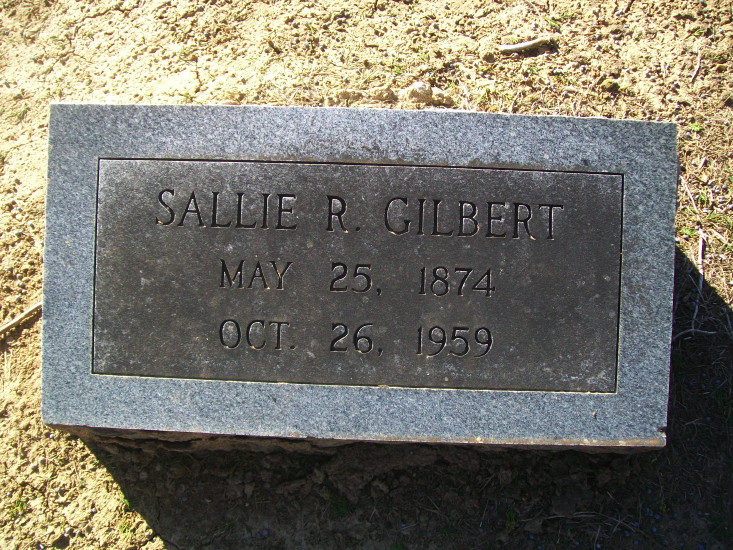 SALLIE R. GILBERT
MAY 25, 1874
OCT. 26, 1959